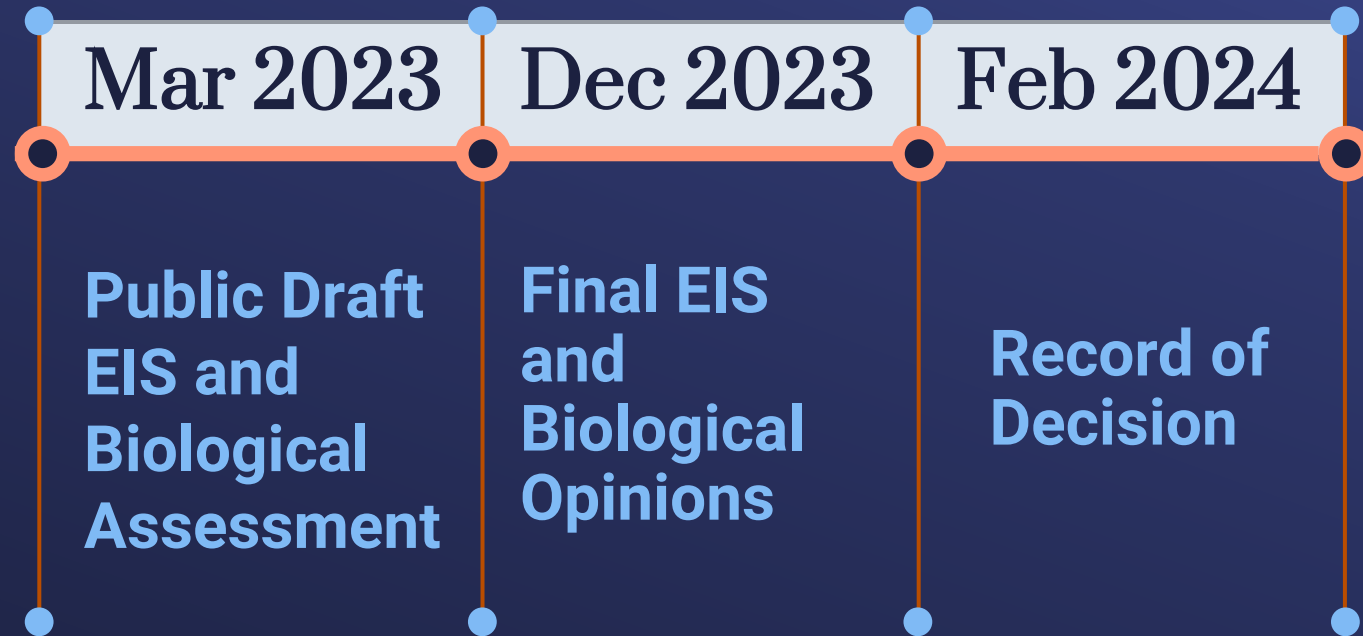 Mar 2023
Dec 2023
Feb 2024
Public Draft
EIS and
Biological
Assessment
Final EIS
and
Biological
Opinions
Record of
Decision